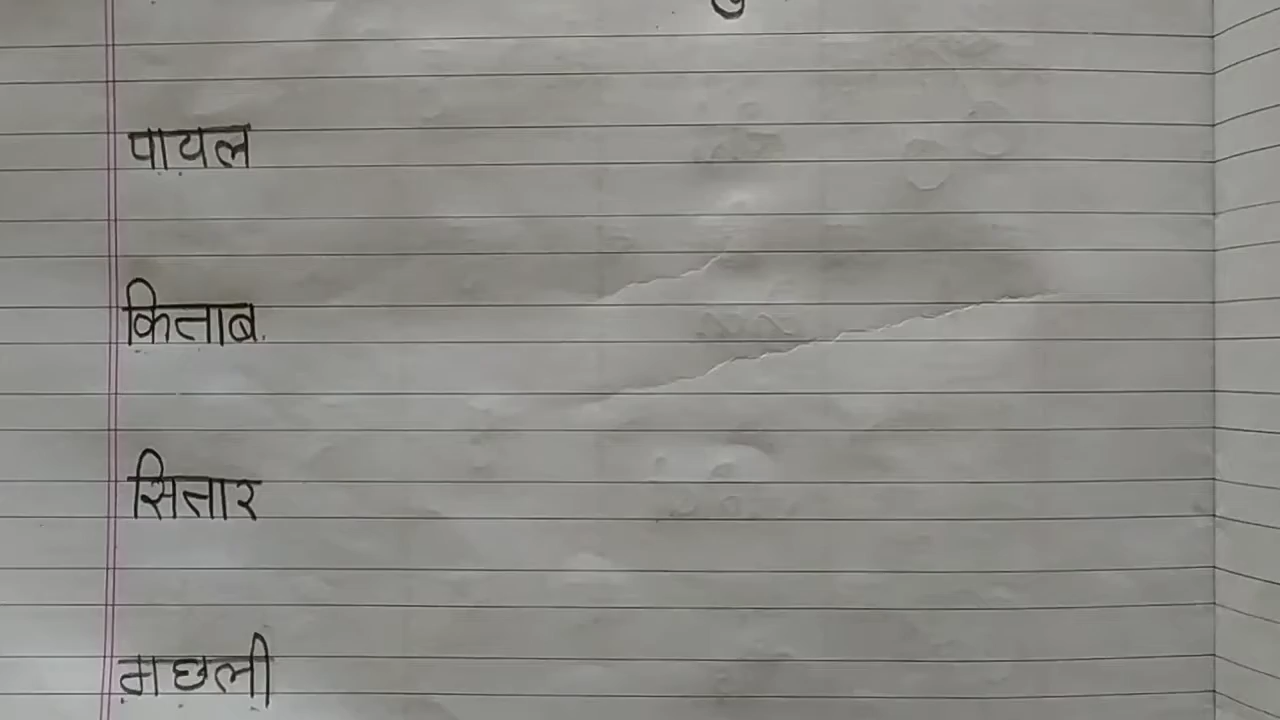 पायल
किताब
सितार
मछली